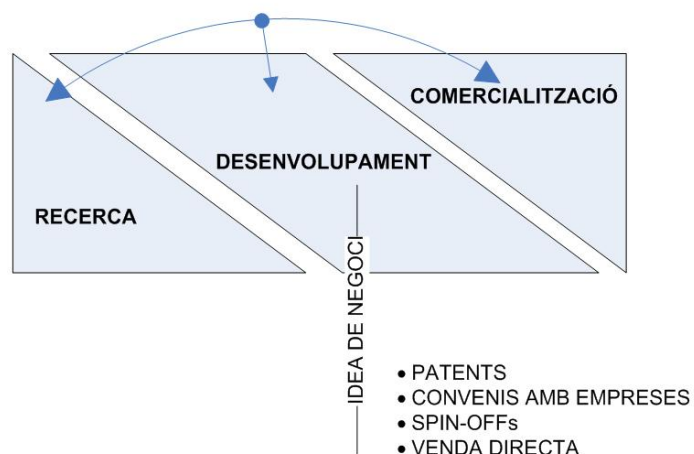 COMERCIALITZACIÓ
DESENVOLUPAMENT
RECERCA
IDEA DE NEGOCI
• PATENTS
• CONVENIS AMB EMPRESES
• SPIN-OFFs
• VENDA DIRECTA